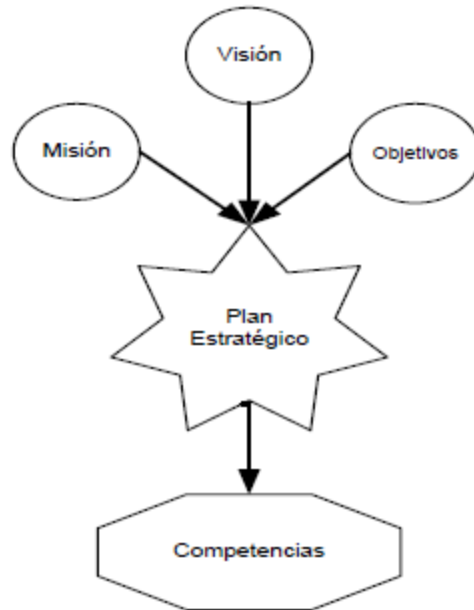 Visión
Misión
Objetivos
Plan
Estratégico
Competencias